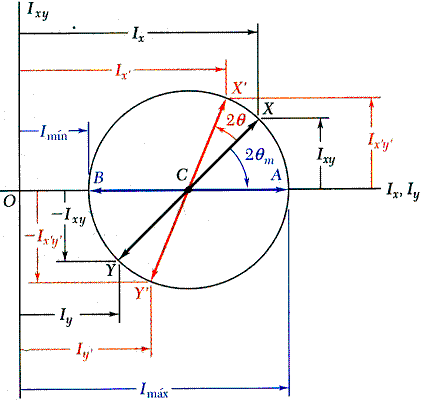 I_xy
I_x
I_x'
X'
X
2θ
I_mín
2θ_m
I_xy
I_x'y'
B
C
A
O
I_x, I_y
−I_xy
−I_x'y'
Y
Y'
I_y
I_y'
I_máx